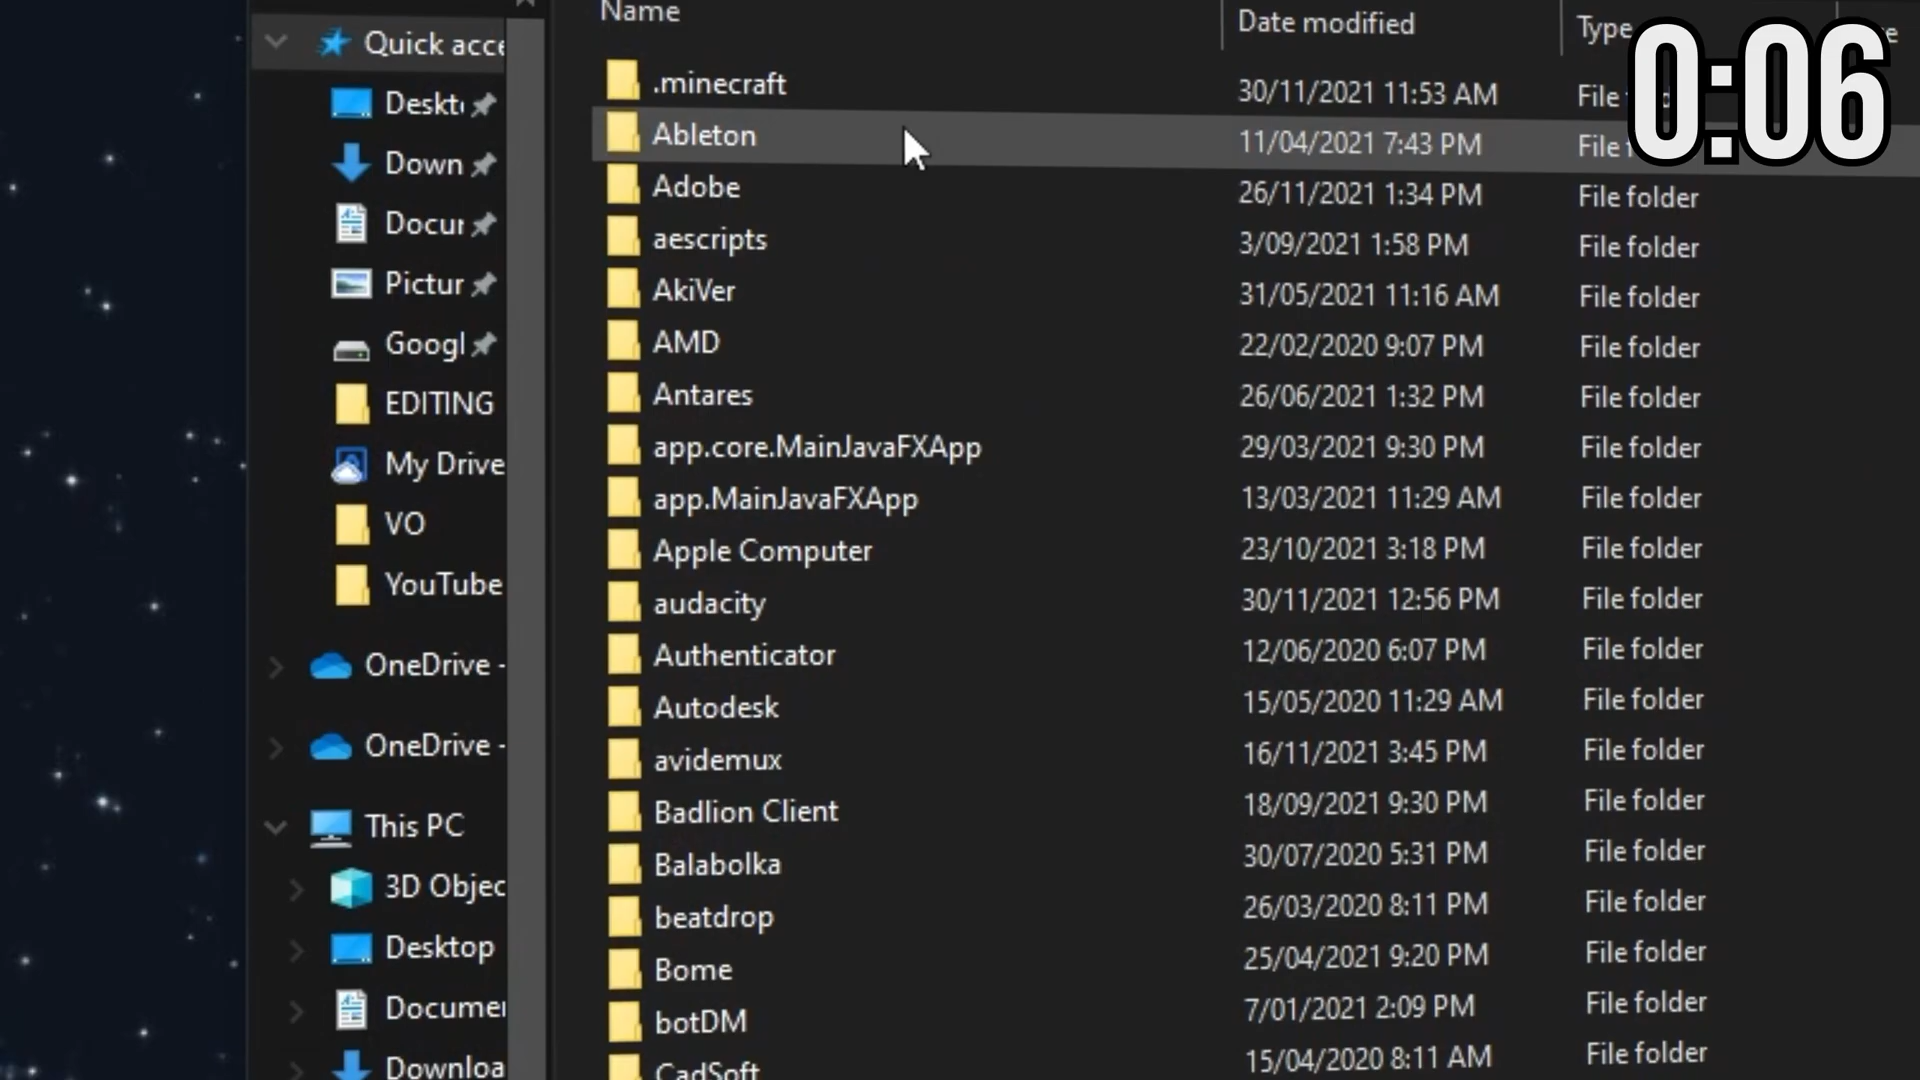 Name Date modified Type
Quick acce
.minecraft 30/11/2021 11:53 AM File
0:06
Deskt
Ableton 11/04/2021 7:43 PM File
Down
Adobe 26/11/2021 1:34 PM File folder
Docur
aescripts 3/09/2021 1:58 PM File folder
Pictur
AkiVer 31/05/2021 11:16 AM File folder
Googl
AMD 22/02/2020 9:07 PM File folder
EDITING
Antares 26/06/2021 1:32 PM File folder
My Drive
app.core.MainJavaFXApp 29/03/2021 9:30 PM File folder
VO
app.MainJavaFXApp 13/03/2021 11:29 AM File folder
YouTube
Apple Computer 23/10/2021 3:18 PM File folder
audacity 30/11/2021 12:56 PM File folder
OneDrive -
Authenticator 12/06/2020 6:07 PM File folder
Autodesk 15/05/2020 11:29 AM File folder
OneDrive -
avidemux 16/11/2021 3:45 PM File folder
This PC
Badlion Client 18/09/2021 9:30 PM File folder
Balabolka 30/07/2020 5:31 PM File folder
3D Objec
beatdrop 26/03/2020 8:11 PM File folder
Desktop
Bome 25/04/2021 9:20 PM File folder
Documen
botDM 7/01/2021 2:09 PM File folder
Downloa
CadSoft 15/04/2020 8:11 AM File folder